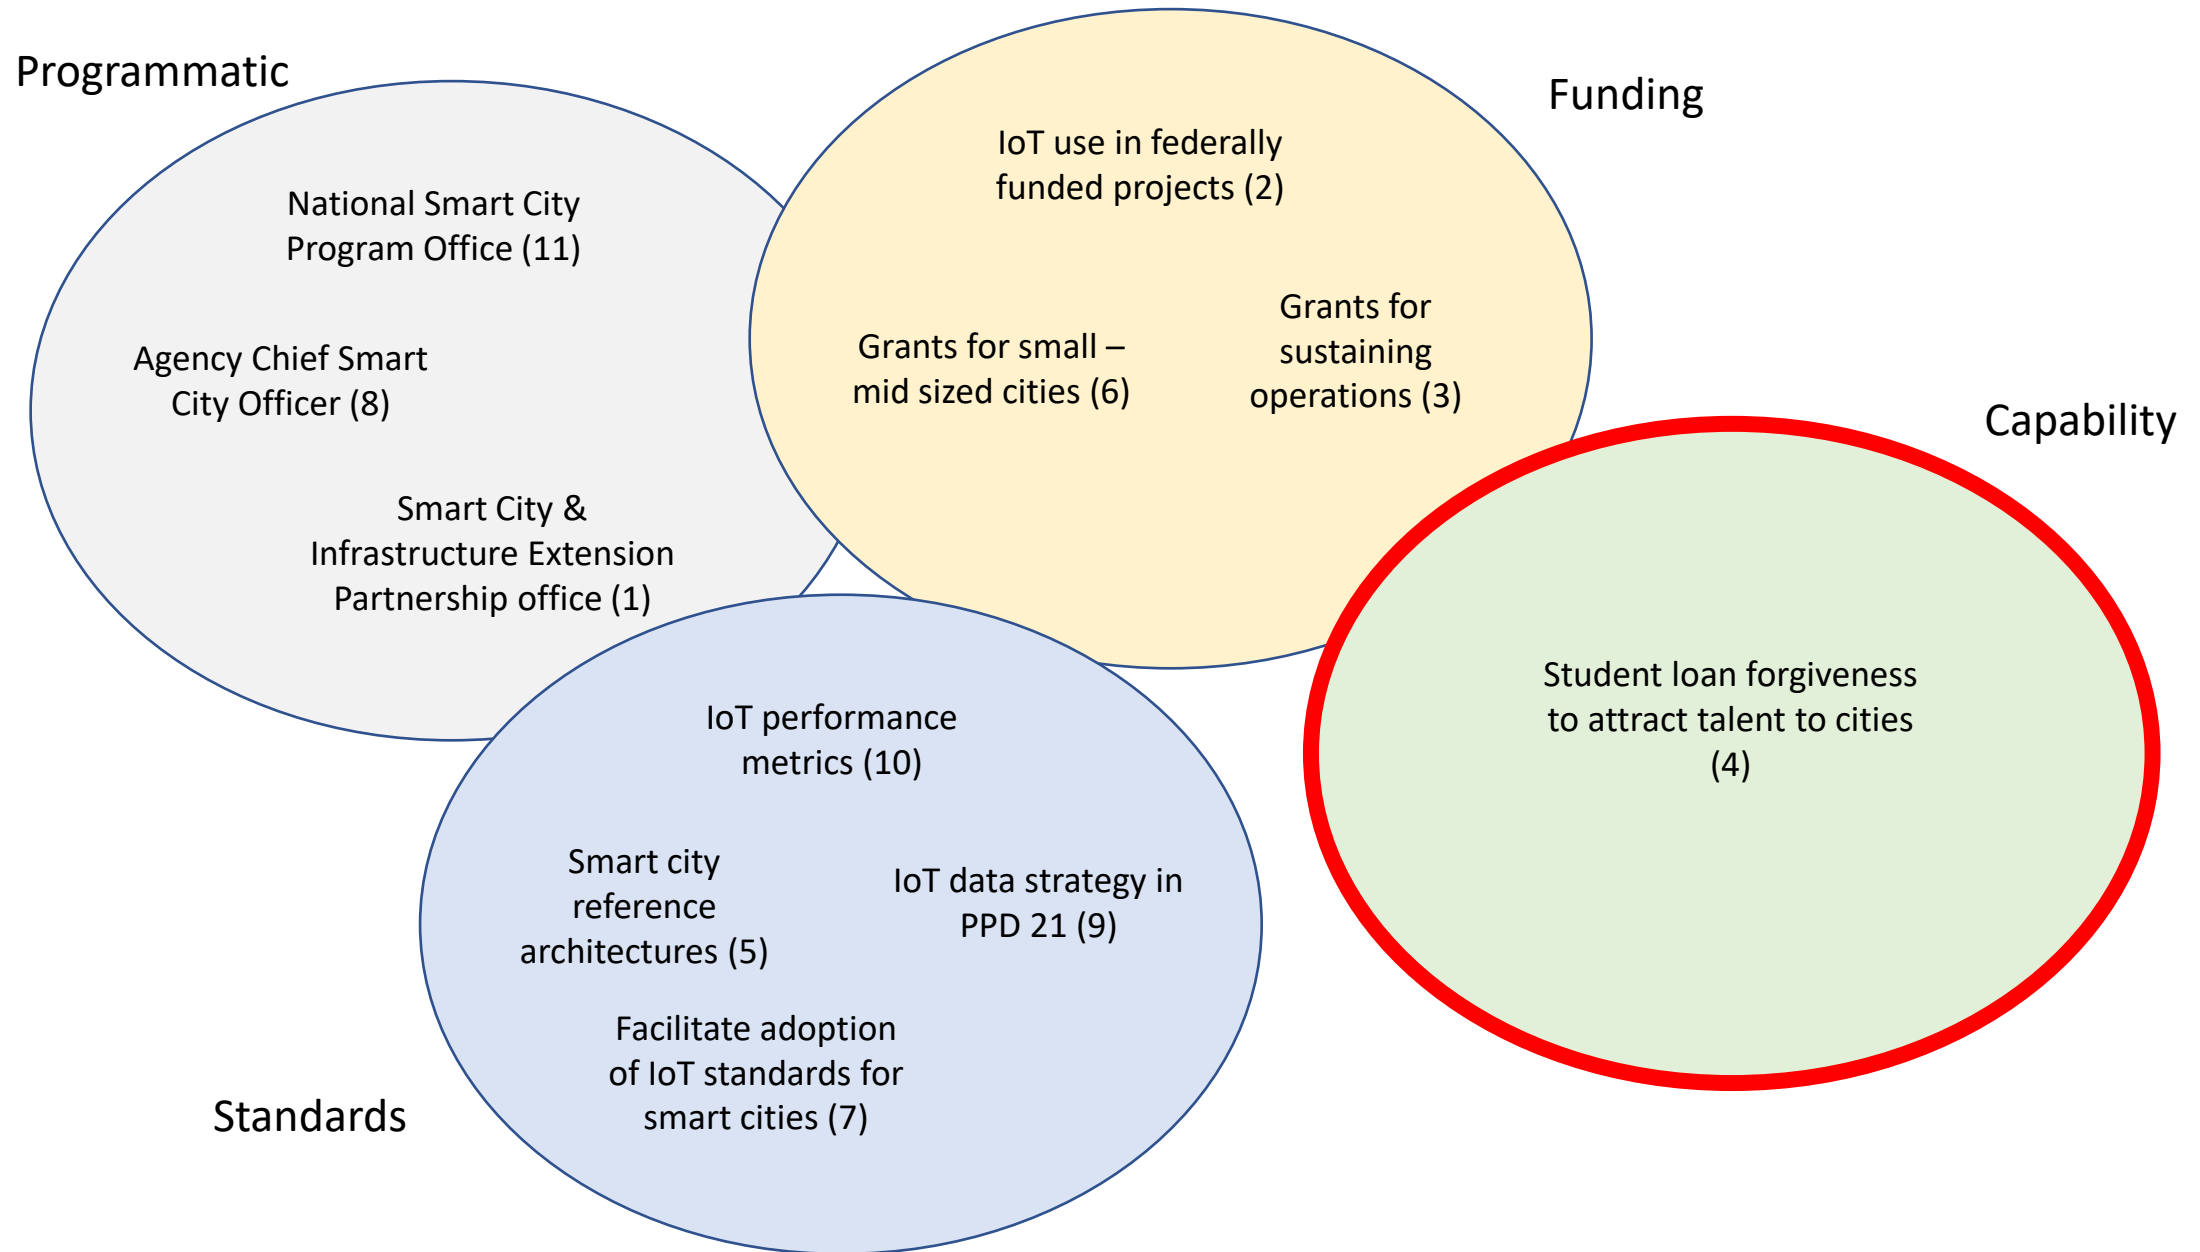 Programmatic
National Smart City
Program Office (11)
Agency Chief Smart
City Officer (8)
Smart City &
Infrastructure Extension
Partnership office (1)
Funding
IoT use in federally
funded projects (2)
Grants for small –
mid sized cities (6)
Grants for
sustaining
operations (3)
Capability
Student loan forgiveness
to attract talent to cities
(4)
Standards
IoT performance
metrics (10)
Smart city
reference
architectures (5)
IoT data strategy in
PPD 21 (9)
Facilitate adoption
of IoT standards for
smart cities (7)